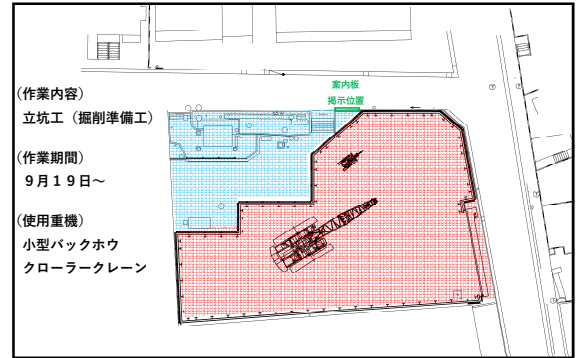 案内板
掲示位置
(作業内容)
立坑工（掘削準備工）
(作業期間)
９月１９日～
(使用重機)
小型バックホウ
クローラークレーン